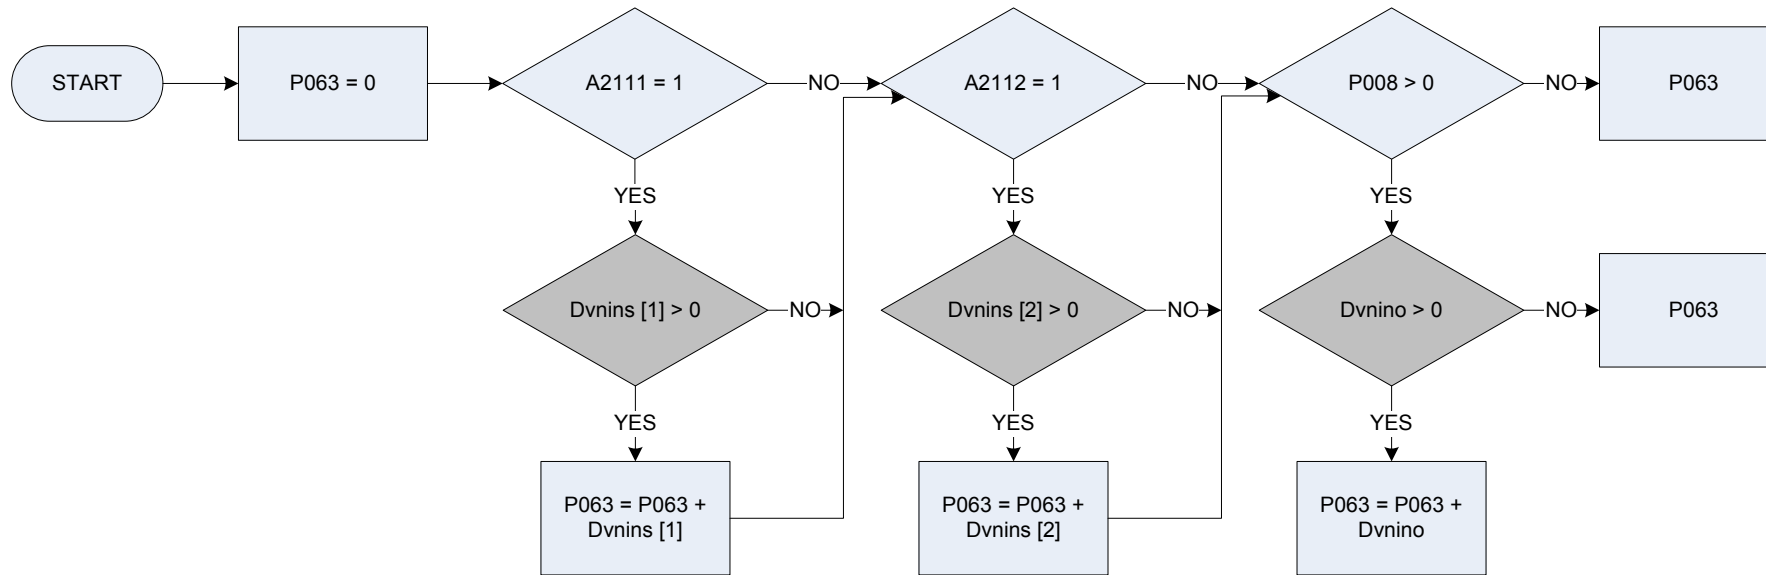 START
P063 = 0
A2111 = 1
NO
A2112 = 1
NO
P008 > 0
NO
P063
YES
YES
YES
Dvnins [1] > 0
NO
Dvnins [2] > 0
NO
Dvnino > 0
NO
P063
YES
YES
YES
P063 = P063 +
Dvnins [1]
P063 = P063 +
Dvnins [2]
P063 = P063 +
Dvnino